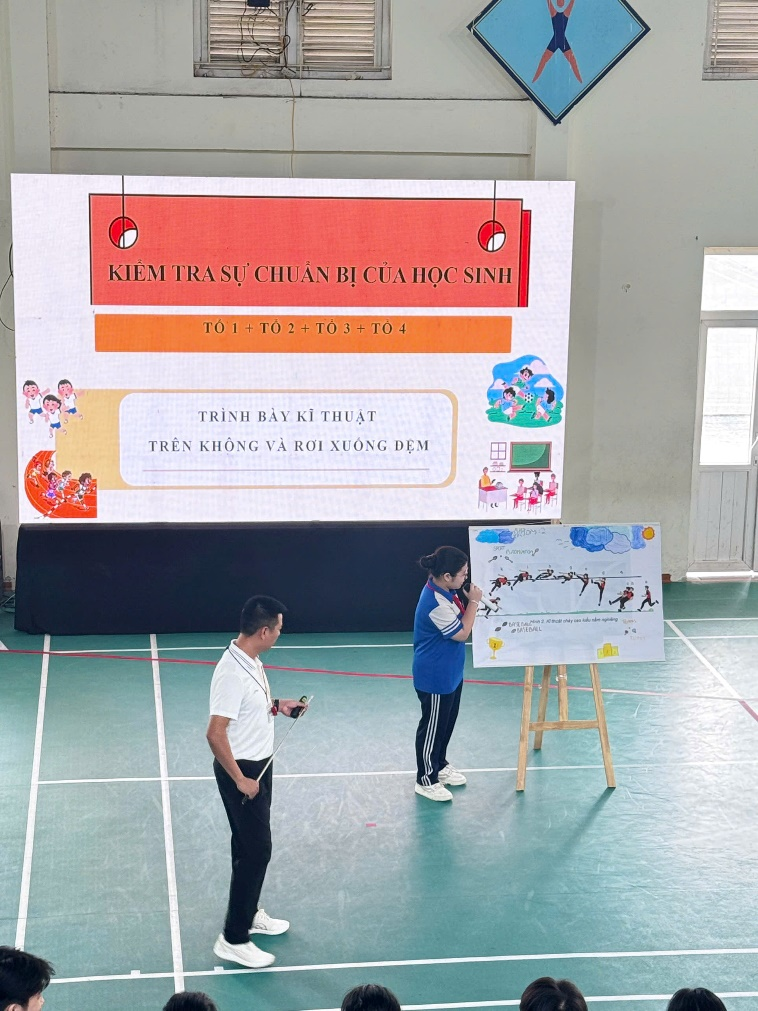 KIỂM TRA SỰ CHUẨN BỊ CỦA HỌC SINH
TỔ 1 + TỔ 2 + TỔ 3 + TỔ 4
TRÌNH BÀY KĨ THUẬT
TRÊN KHÔNG VÀ RƠI XUỐNG ĐỆM
BASEBALL